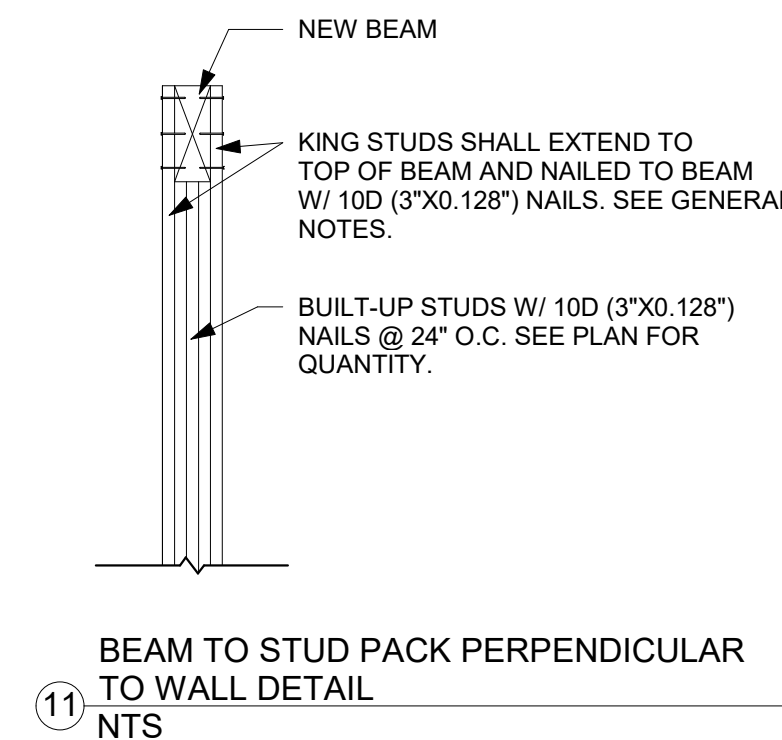 NEW BEAM
KING STUDS SHALL EXTEND TO
TOP OF BEAM AND NAILED TO BEAM
W/ 10D (3"X0.128") NAILS. SEE GENERAL
NOTES.
BUILT-UP STUDS W/ 10D (3"X0.128")
NAILS @ 24" O.C. SEE PLAN FOR
QUANTITY.
BEAM TO STUD PACK PERPENDICULAR
TO WALL DETAIL
11
NTS